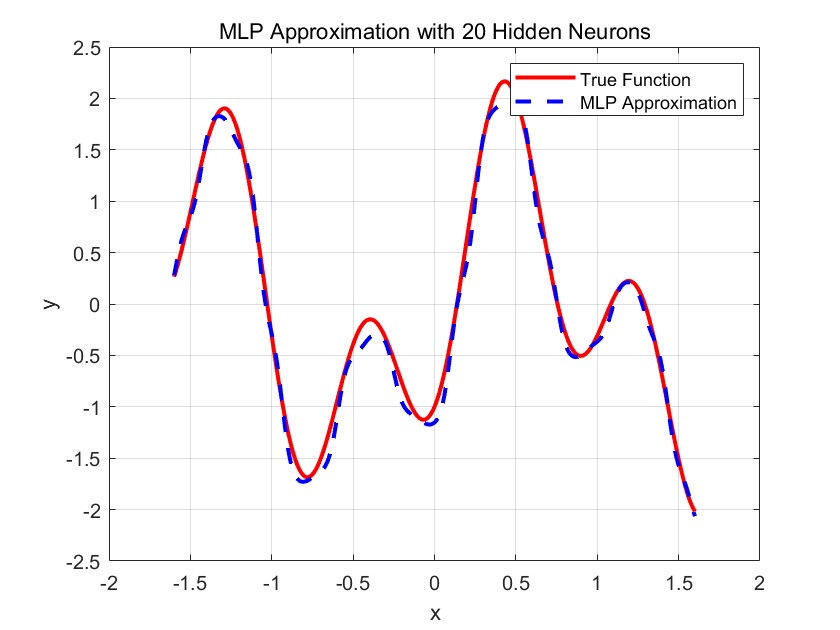 MLP Approximation with 20 Hidden Neurons
True Function
MLP Approximation
2.5
2
1.5
1
0.5
0
-0.5
-1
-1.5
-2
-2.5
y
-2 -1.5 -1 -0.5 0 0.5 1 1.5 2
x